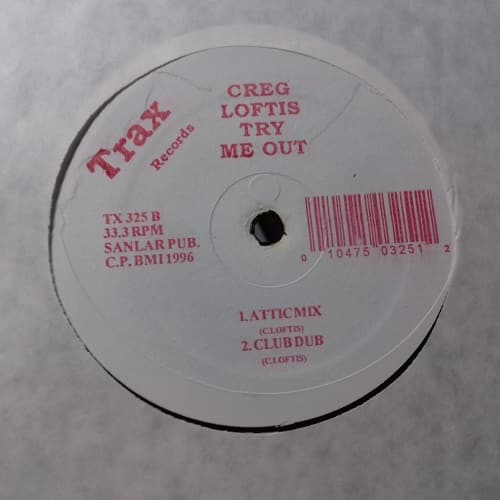 Trax
Records
CREG
LOFTIS
TRY
ME OUT
TX 325 B
33.3 RPM
SANLAR PUB.
C.P. BMI 1996
0 10475 03251 2
1. ATTIC MIX
(C.LOFTIS)
2. CLUB DUB
(C.LOFTIS)